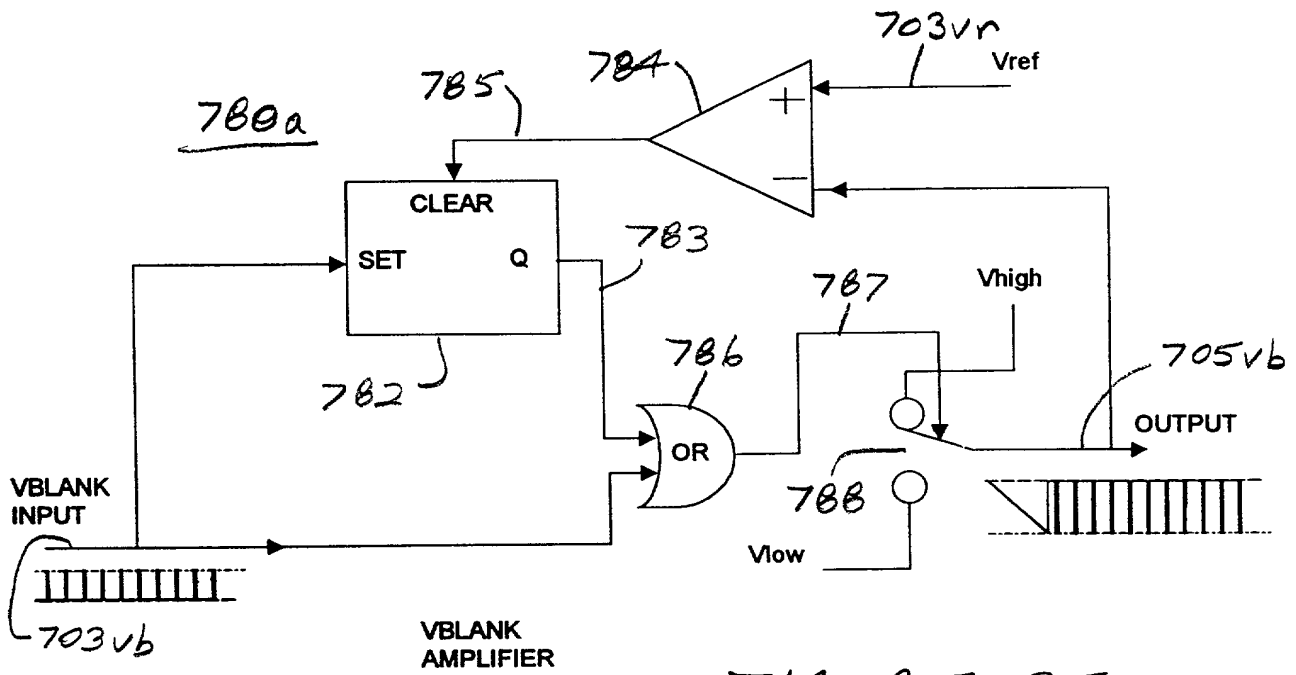 703vr
Vref
784
785
+
780a
CLEAR
−
SET
Q
783
Vhigh
787
786
705vb
782
OR
OUTPUT
VBLANK
INPUT
788
Vlow
703vb
VBLANK
AMPLIFIER